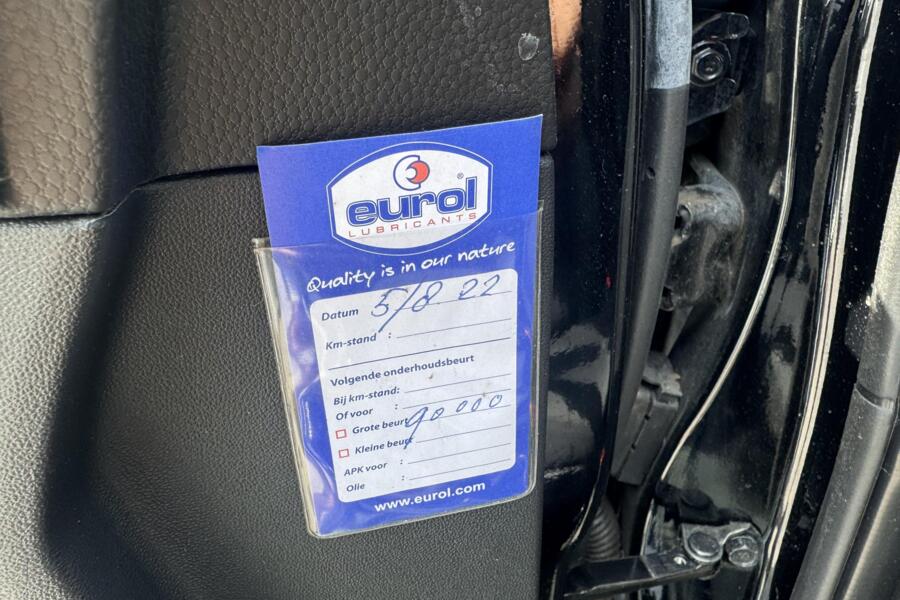 eurol®
LUBRICANTS
Quality is in our nature
Datum 5/8 22
Km-stand :
Volgende onderhoudsbeurt
Bij km-stand:
Of voor :
Grote beurt 90 000
Kleine beurt
APK voor :
Olie :
www.eurol.com